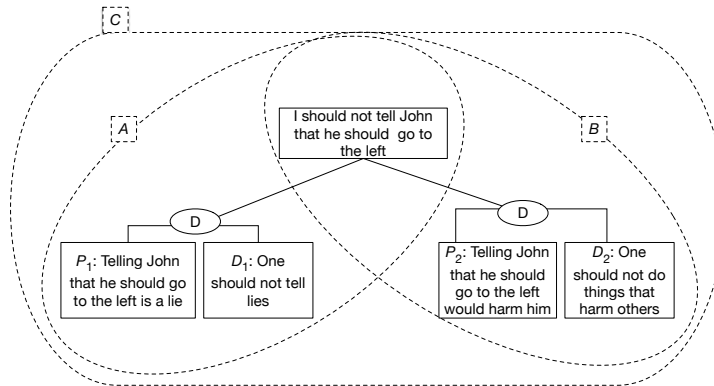 C
I should not tell John
that he should go to
the left
A
B
D
D
P1: Telling John
that he should go
to the left is a lie
D1: One
should not tell
lies
P2: Telling John
that he should
go to the left
would harm him
D2: One
should not do
things that
harm others